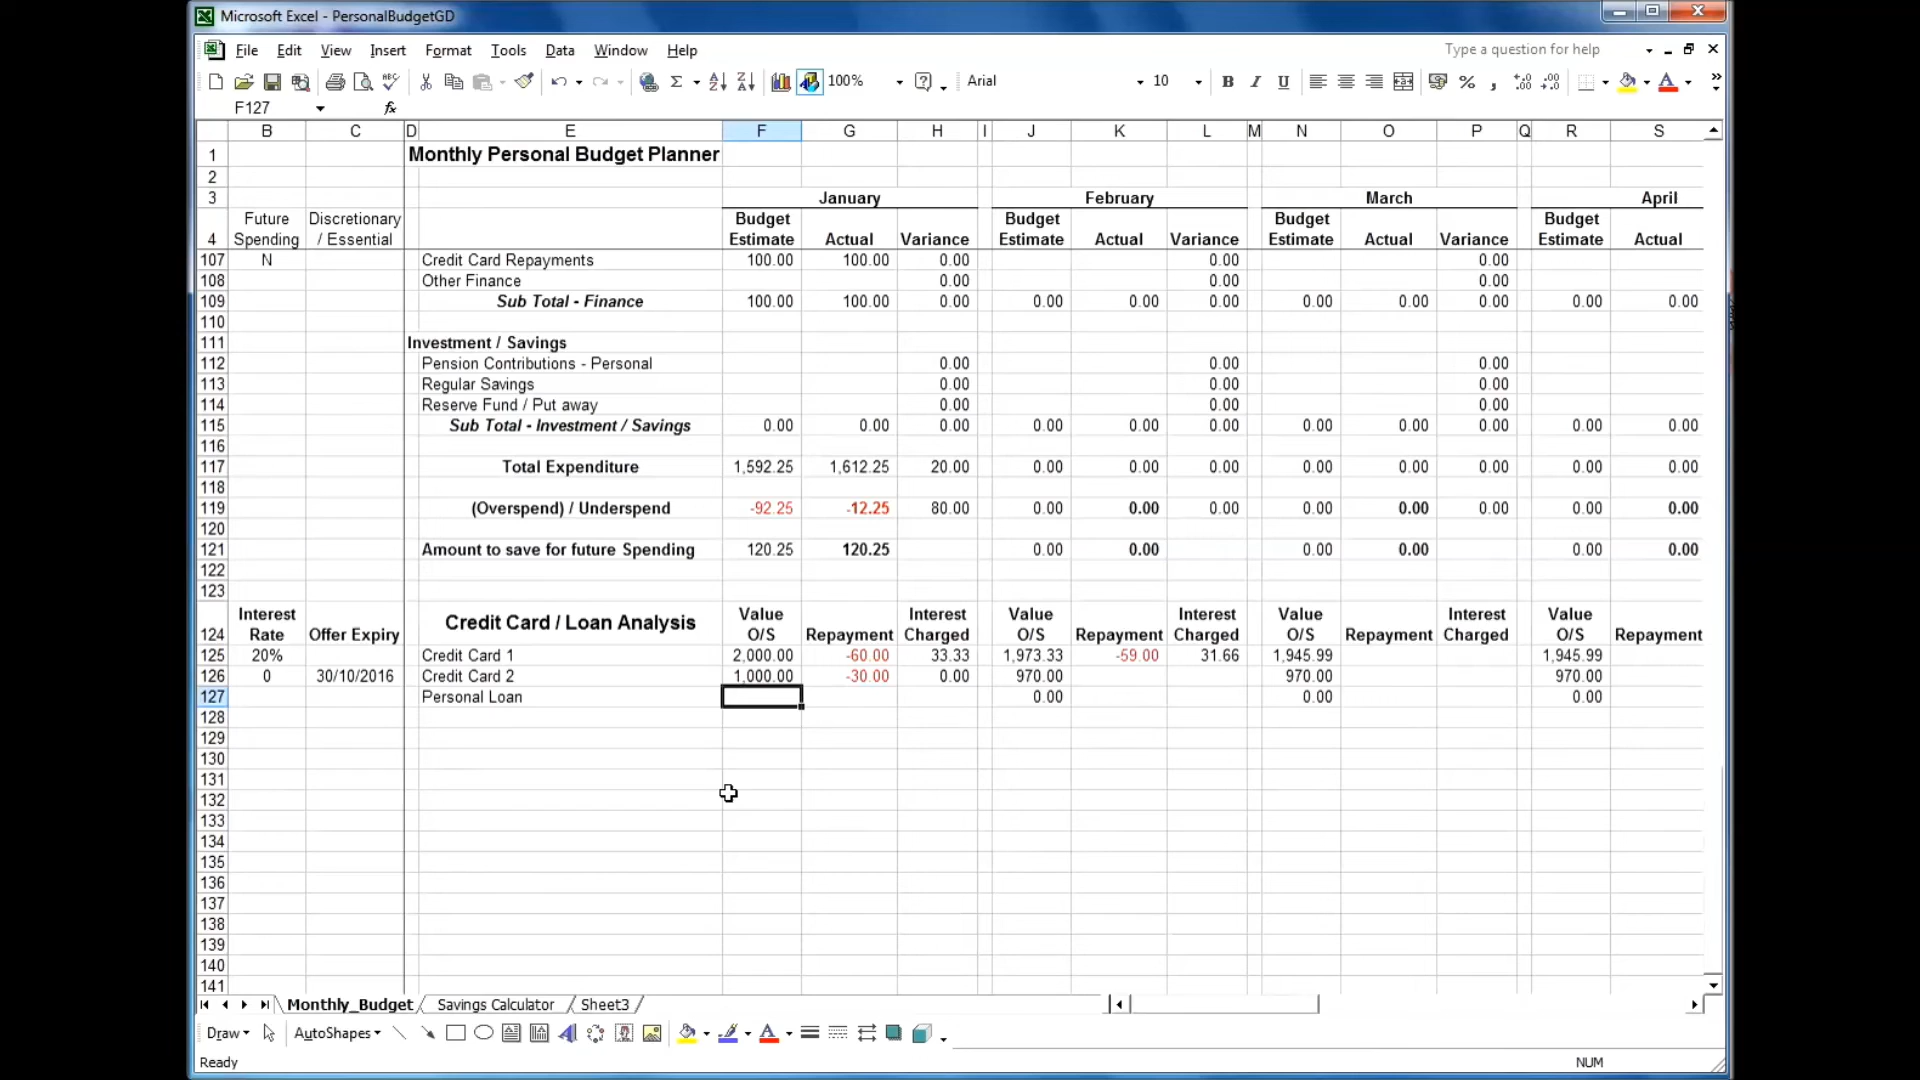 Microsoft Excel - PersonalBudgetGD
File Edit View Insert Format Tools Data Window Help Type a question for help
100% Arial 10
F127 fx
B C D E F G H I J K L M N O P Q R S
1 Monthly Personal Budget Planner
2
3 January February March April
Future Discretionary Budget Budget Budget Budget
4 Spending / Essential Estimate Actual Variance Estimate Actual Variance Estimate Actual Variance Estimate Actual
107 N Credit Card Repayments 100.00 100.00 0.00 0.00 0.00
108 Other Finance 0.00 0.00 0.00
109 Sub Total - Finance 100.00 100.00 0.00 0.00 0.00 0.00 0.00 0.00 0.00 0.00 0.00
110
111 Investment / Savings
112 Pension Contributions - Personal 0.00 0.00 0.00
113 Regular Savings 0.00 0.00 0.00
114 Reserve Fund / Put away 0.00 0.00 0.00
115 Sub Total - Investment / Savings 0.00 0.00 0.00 0.00 0.00 0.00 0.00 0.00 0.00 0.00 0.00
116
117 Total Expenditure 1,592.25 1,612.25 20.00 0.00 0.00 0.00 0.00 0.00 0.00 0.00 0.00
118
119 (Overspend) / Underspend -92.25 -12.25 80.00 0.00 0.00 0.00 0.00 0.00 0.00 0.00 0.00
120
121 Amount to save for future Spending 120.25 120.25 0.00 0.00 0.00 0.00 0.00 0.00
122
123
Interest Credit Card / Loan Analysis Value Interest Value Interest Value Interest Value
124 Rate Offer Expiry O/S Repayment Charged O/S Repayment Charged O/S Repayment Charged O/S Repayment
125 20% Credit Card 1 2,000.00 -60.00 33.33 1,973.33 -59.00 31.66 1,945.99 1,945.99
126 0 30/10/2016 Credit Card 2 1,000.00 -30.00 0.00 970.00 970.00 970.00
127 Personal Loan 0.00 0.00 0.00
128
129
130
131
132
133
134
135
136
137
138
139
140
141
Monthly_Budget Savings Calculator Sheet3
Draw AutoShapes
Ready NUM